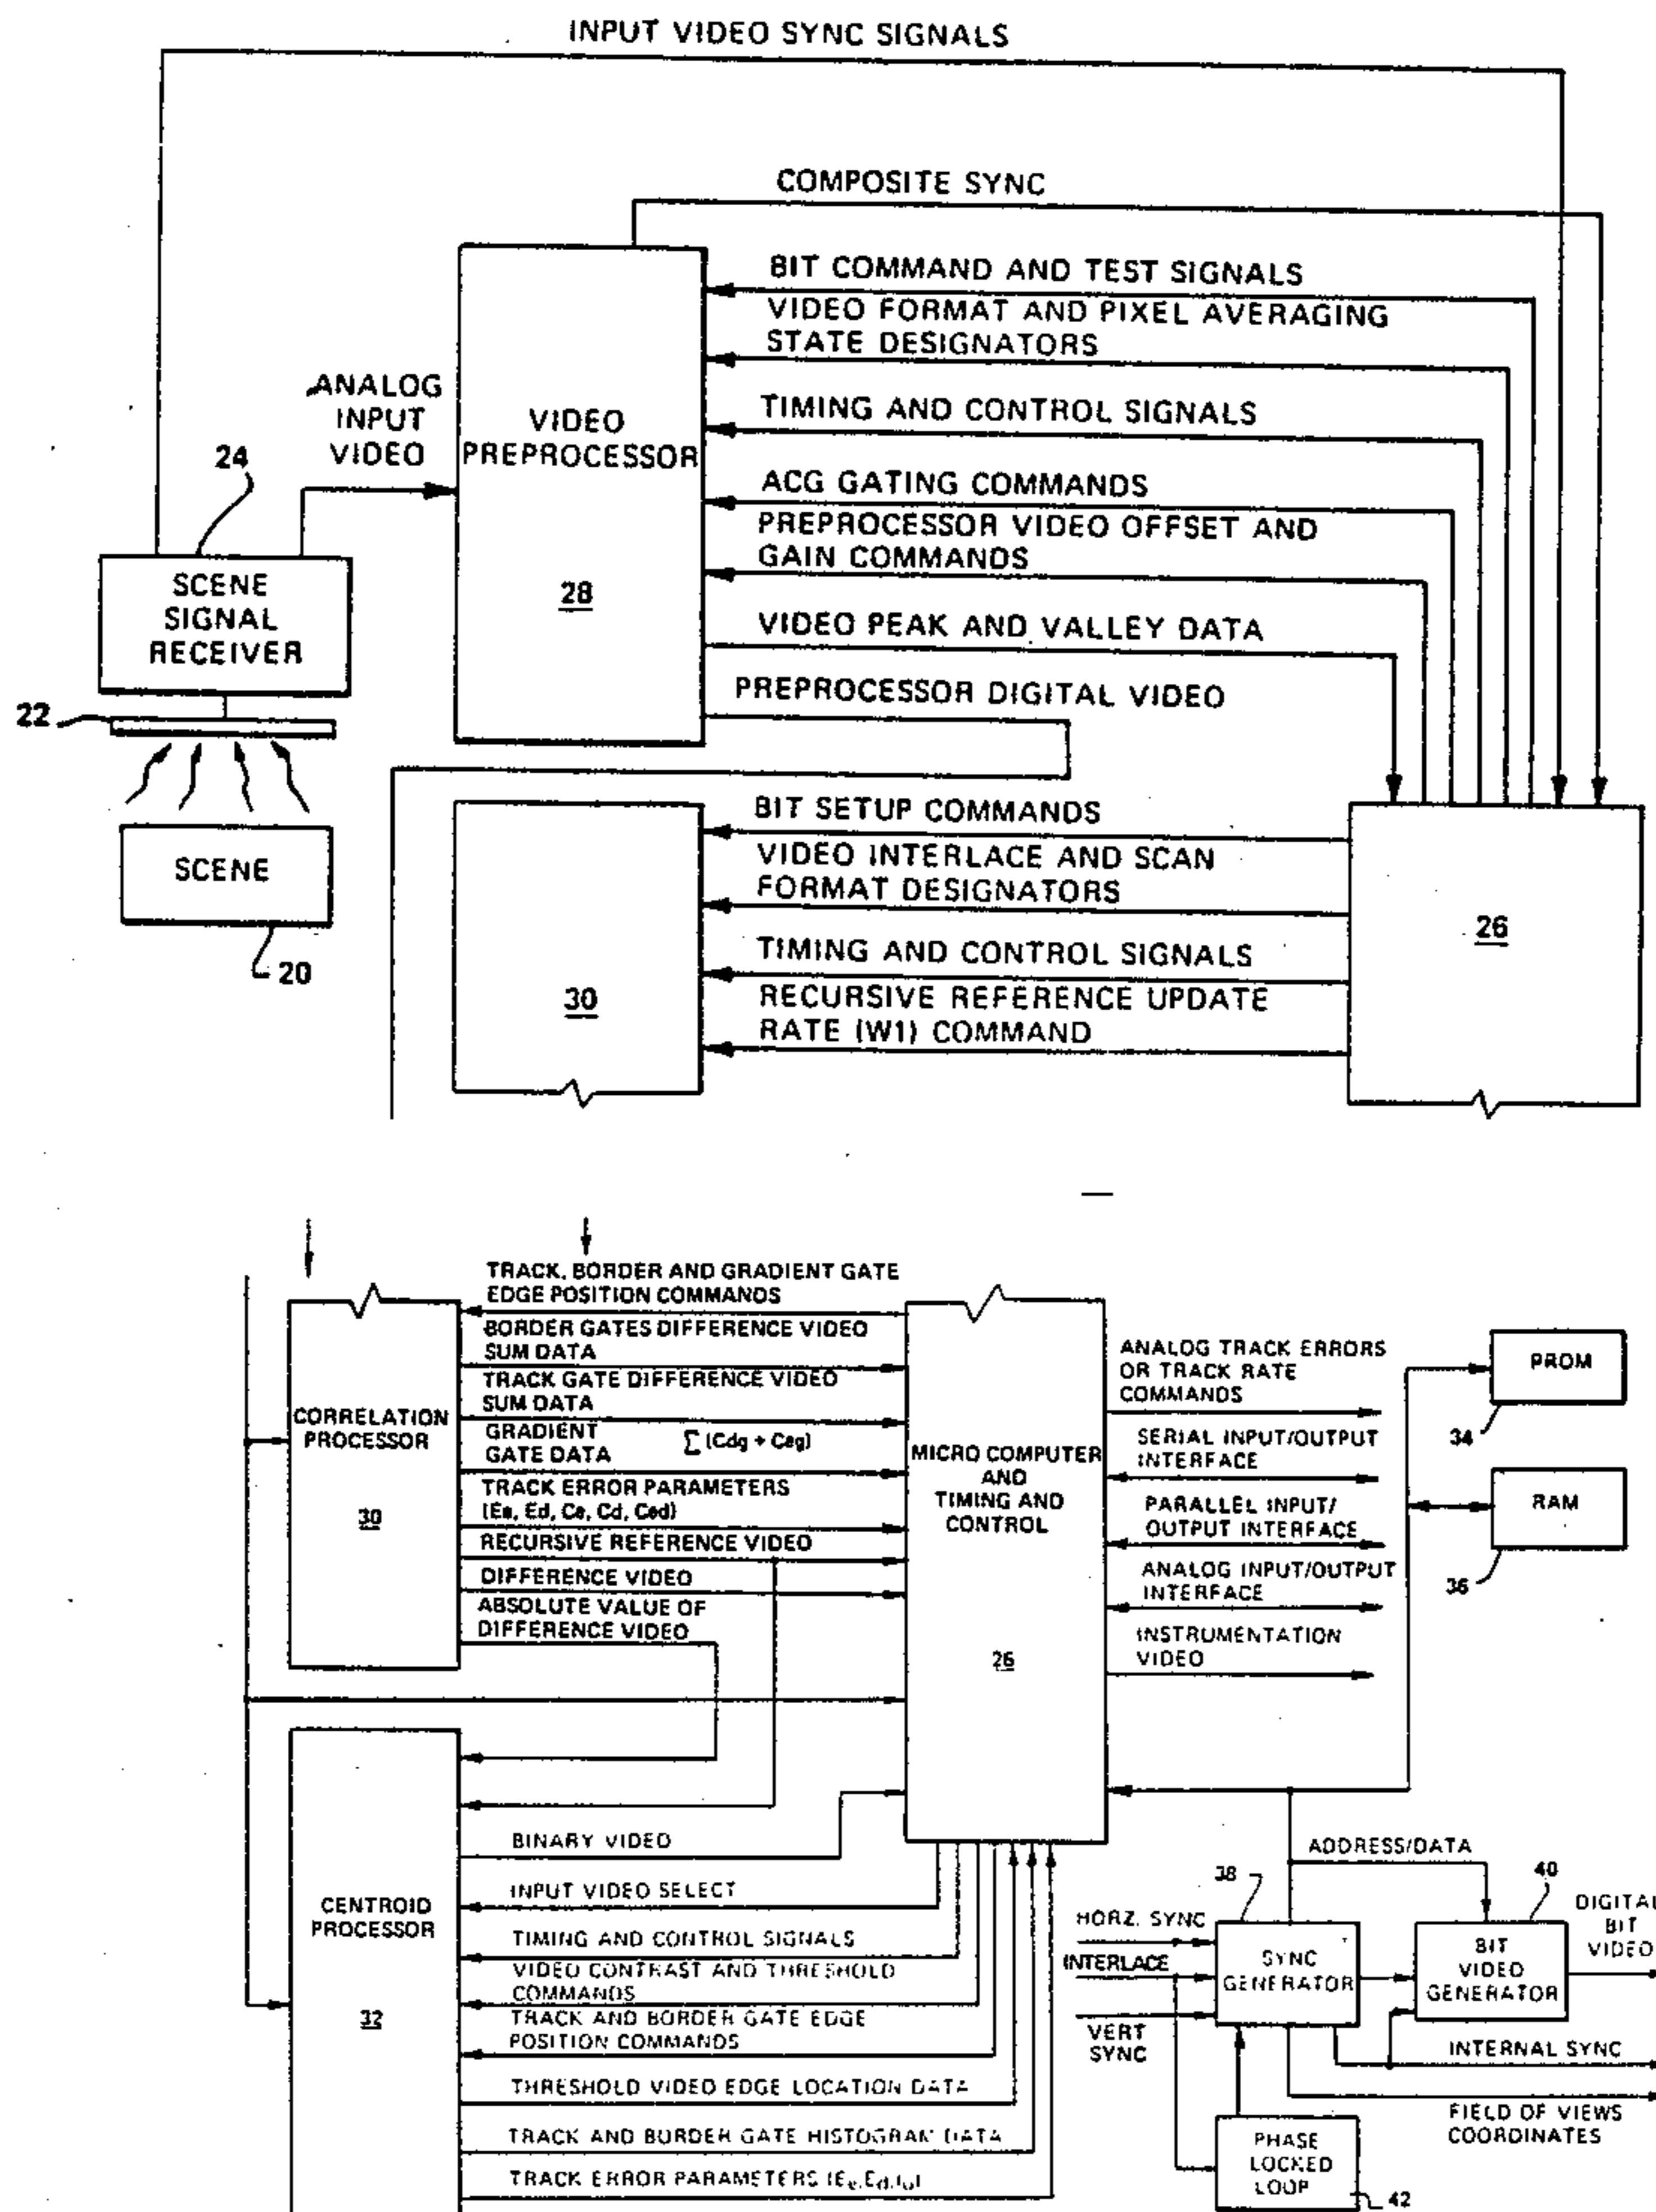 INPUT VIDEO SYNC SIGNALS
COMPOSITE SYNC
BIT COMMAND AND TEST SIGNALS
VIDEO FORMAT AND PIXEL AVERAGING
STATE DESIGNATORS
ANALOG
INPUT
VIDEO
VIDEO
PREPROCESSOR
28
TIMING AND CONTROL SIGNALS
ACG GATING COMMANDS
PREPROCESSOR VIDEO OFFSET AND
GAIN COMMANDS
VIDEO PEAK AND VALLEY DATA
PREPROCESSOR DIGITAL VIDEO
24
SCENE
SIGNAL
RECEIVER
22
SCENE
20
BIT SETUP COMMANDS
VIDEO INTERLACE AND SCAN
FORMAT DESIGNATORS
TIMING AND CONTROL SIGNALS
RECURSIVE REFERENCE UPDATE
RATE (W1) COMMAND
30
26
TRACK, BORDER AND GRADIENT GATE
EDGE POSITION COMMANDS
BORDER GATES DIFFERENCE VIDEO
SUM DATA
TRACK GATE DIFFERENCE VIDEO
SUM DATA
GRADIENT
GATE DATA ∑ (Cdg + Ceg)
TRACK ERROR PARAMETERS
(Ee, Ed, Ce, Cd, Ced)
RECURSIVE REFERENCE VIDEO
DIFFERENCE VIDEO
ABSOLUTE VALUE OF
DIFFERENCE VIDEO
CORRELATION
PROCESSOR
30
MICRO COMPUTER
AND
TIMING AND
CONTROL
26
ANALOG TRACK ERRORS
OR TRACK RATE
COMMANDS
SERIAL INPUT/OUTPUT
INTERFACE
PARALLEL INPUT/
OUTPUT INTERFACE
ANALOG INPUT/OUTPUT
INTERFACE
INSTRUMENTATION
VIDEO
PROM
34
RAM
36
CENTROID
PROCESSOR
32
BINARY VIDEO
INPUT VIDEO SELECT
TIMING AND CONTROL SIGNALS
VIDEO CONTRAST AND THRESHOLD
COMMANDS
TRACK AND BORDER GATE EDGE
POSITION COMMANDS
THRESHOLD VIDEO EDGE LOCATION DATA
TRACK AND BORDER GATE HISTOGRAM DATA
TRACK ERROR PARAMETERS
ADDRESS/DATA
38
40
HORZ. SYNC
INTERLACE
VERT
SYNC
SYNC
GENERATOR
BIT
VIDEO
GENERATOR
DIGITAL
BIT
VIDEO
INTERNAL SYNC
FIELD OF VIEWS
COORDINATES
PHASE
LOCKED
LOOP
42